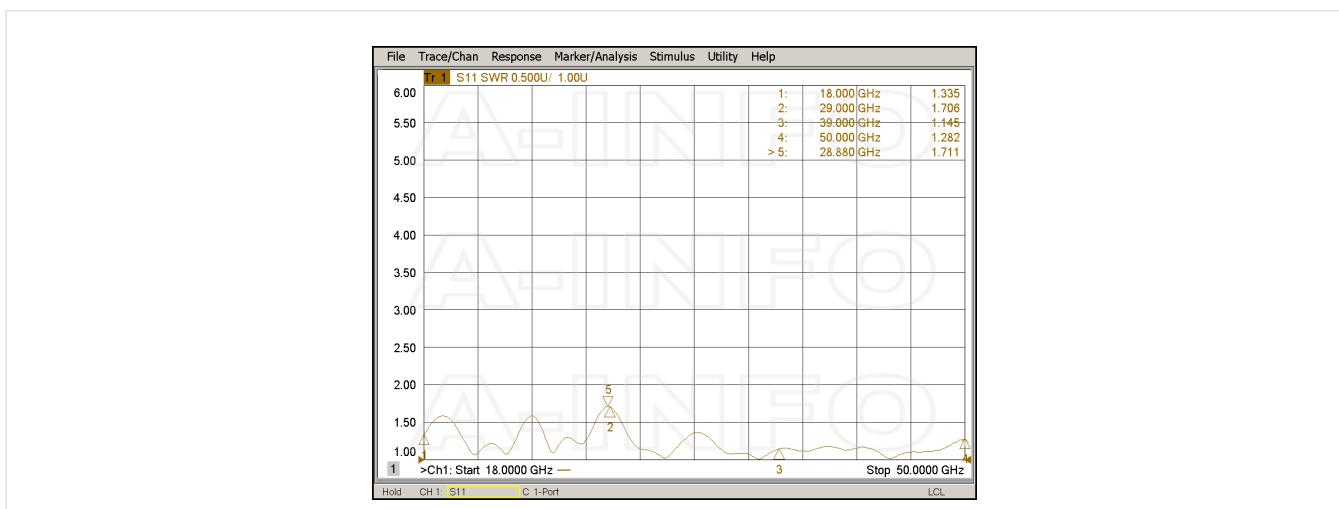 File Trace/Chan Response Marker/Analysis Stimulus Utility Help
Tr 1 S11 SWR 0.500U/ 1.00U
6.00
5.50
5.00
4.50
4.00
3.50
3.00
2.50
2.00
1.50
1.00
1: 18.000 GHz 1.335
2: 29.000 GHz 1.706
3: 39.000 GHz 1.145
4: 50.000 GHz 1.282
> 5: 28.880 GHz 1.711
A-INFO
A-INFO
A-INFO
5
2
1
3
4
1 >Ch1: Start 18.0000 GHz Stop 50.0000 GHz
Hold CH 1: S11 C 1-Port LCL